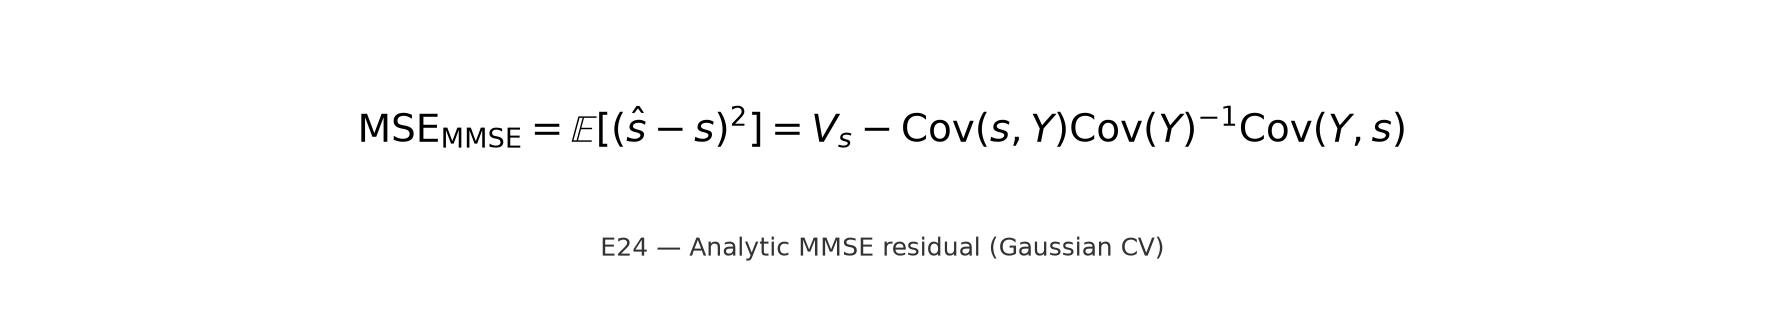 MSE_MMSE = 𝔼[(ŝ − s)²] = V_s − Cov(s, Y)Cov(Y)⁻¹Cov(Y, s)
E24 — Analytic MMSE residual (Gaussian CV)